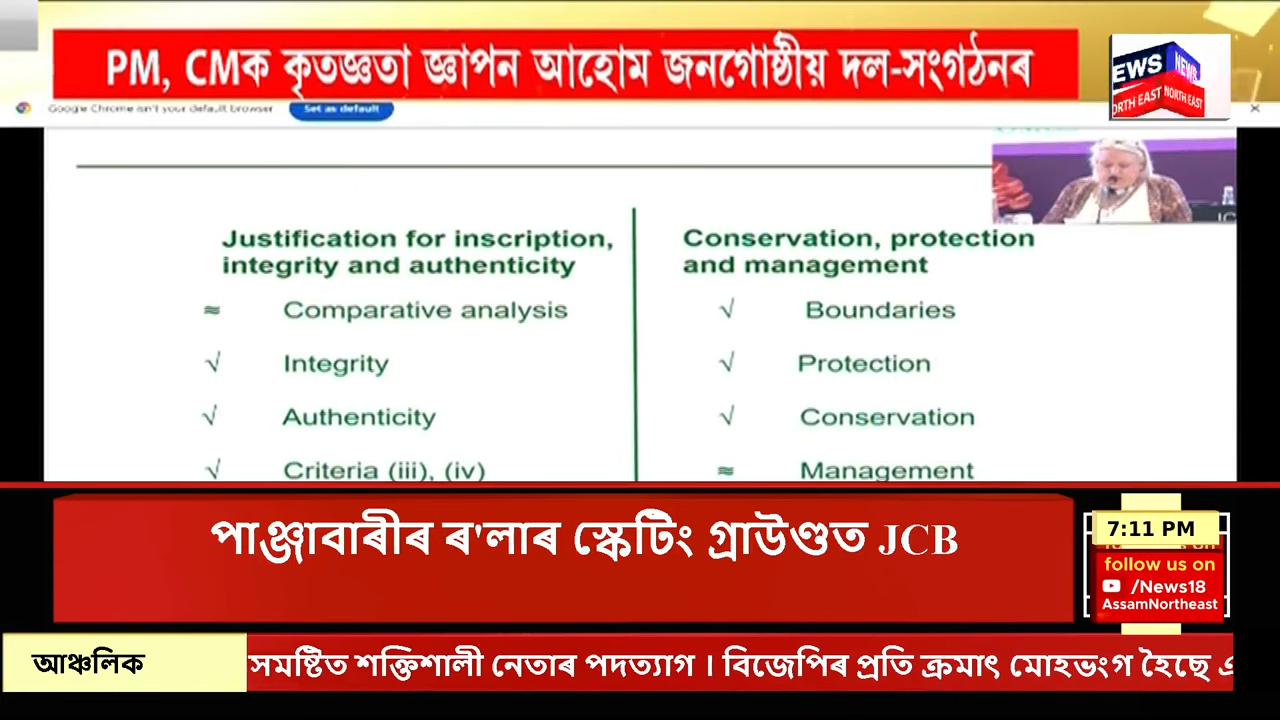 PM, CMক কৃতজ্ঞতা জ্ঞাপন আহোম জনগোষ্ঠীয় দল-সংগঠনৰ
EWS NEWS
ORTH EAST NORTH EAST
Google Chrome isn't your default browser Set as default
Justification for inscription,
integrity and authenticity
≈ Comparative analysis
√ Integrity
√ Authenticity
√ Criteria (iii), (iv)
Conservation, protection
and management
√ Boundaries
√ Protection
√ Conservation
≈ Management
পাঞ্জাবাৰীৰ ৰ'লাৰ স্কেটিং গ্ৰাউণ্ডত JCB
7:11 PM
follow us on
/News18
AssamNortheast
আঞ্চলিক
সমষ্টিত শক্তিশালী নেতাৰ পদত্যাগ । বিজেপিৰ প্ৰতি ক্ৰমাৎ মোহভংগ হৈছে